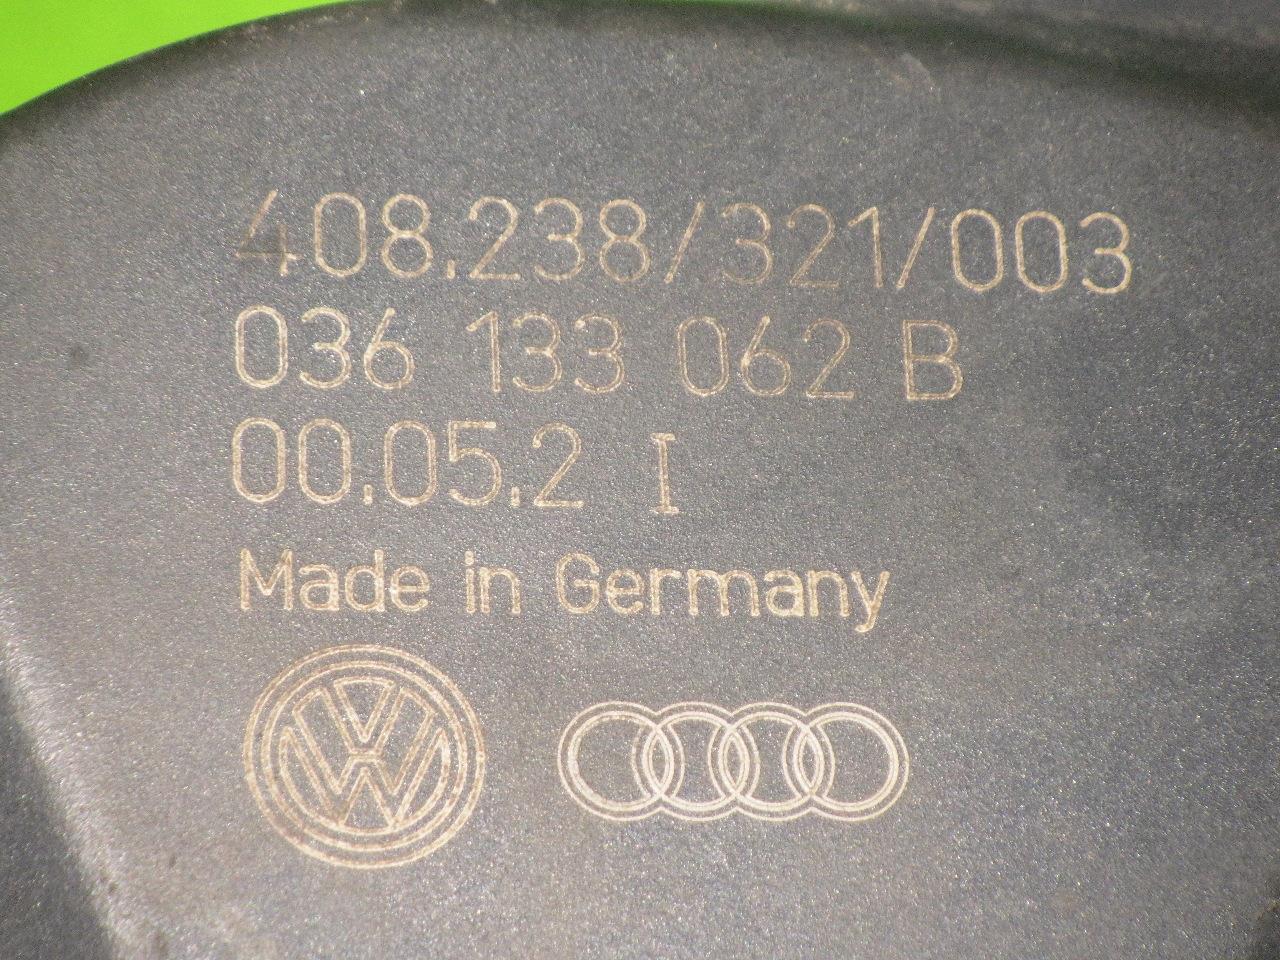 408.238/321/003
036 133 062 B
00.05.2 I
Made in Germany